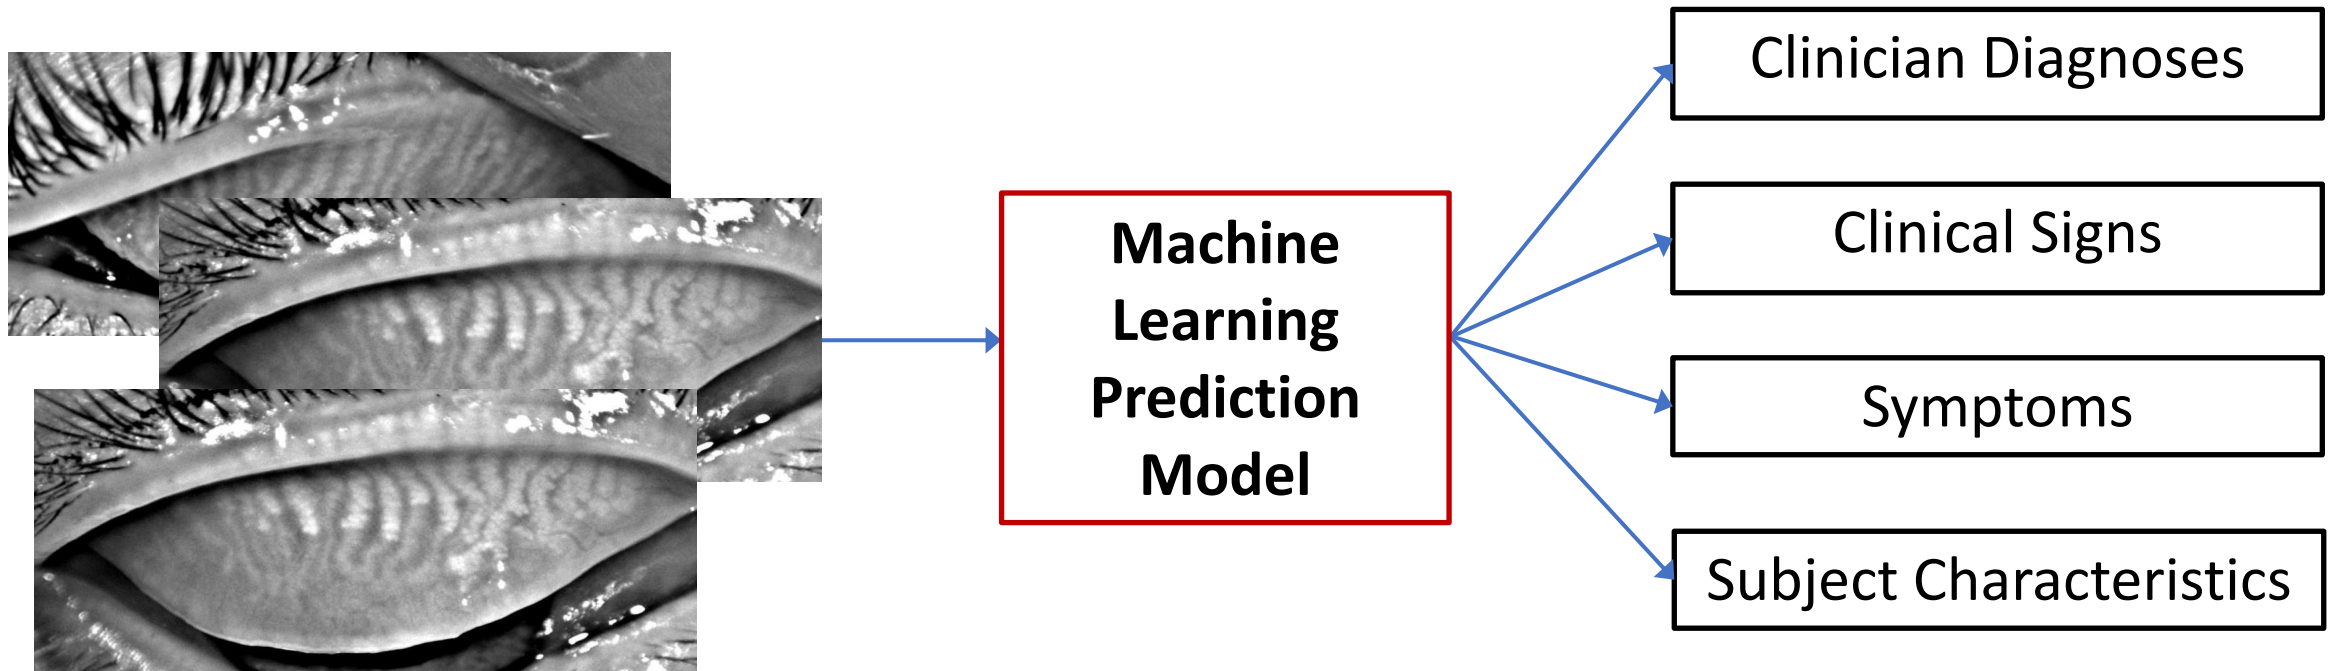 Clinician Diagnoses
Clinical Signs
Machine
Learning
Prediction
Model
Symptoms
Subject Characteristics